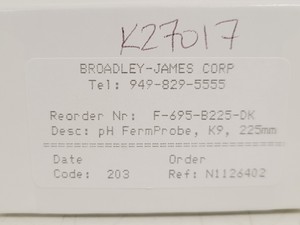 K27017
BROADLEY-JAMES CORP
Tel: 949-829-5555
Reorder Nr: F-695-B225-DK
Desc: pH FermProbe, K9, 225mm
========================================
Date Order
Code: 203 Ref: N1126402